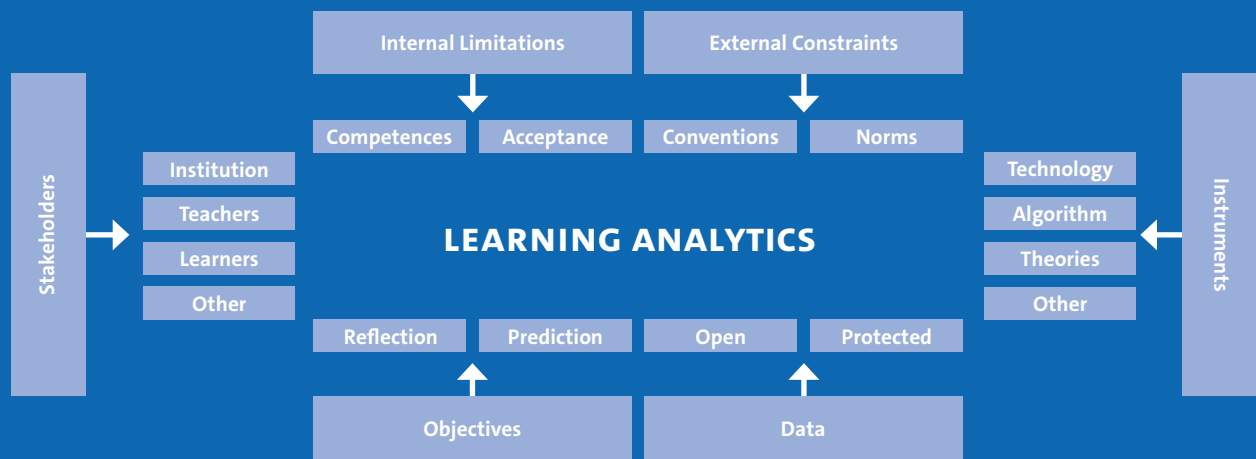 Internal Limitations
External Constraints
Competences
Acceptance
Conventions
Norms
Stakeholders
Institution
Teachers
Learners
Other
LEARNING ANALYTICS
Technology
Algorithm
Theories
Other
Instruments
Reflection
Prediction
Open
Protected
Objectives
Data